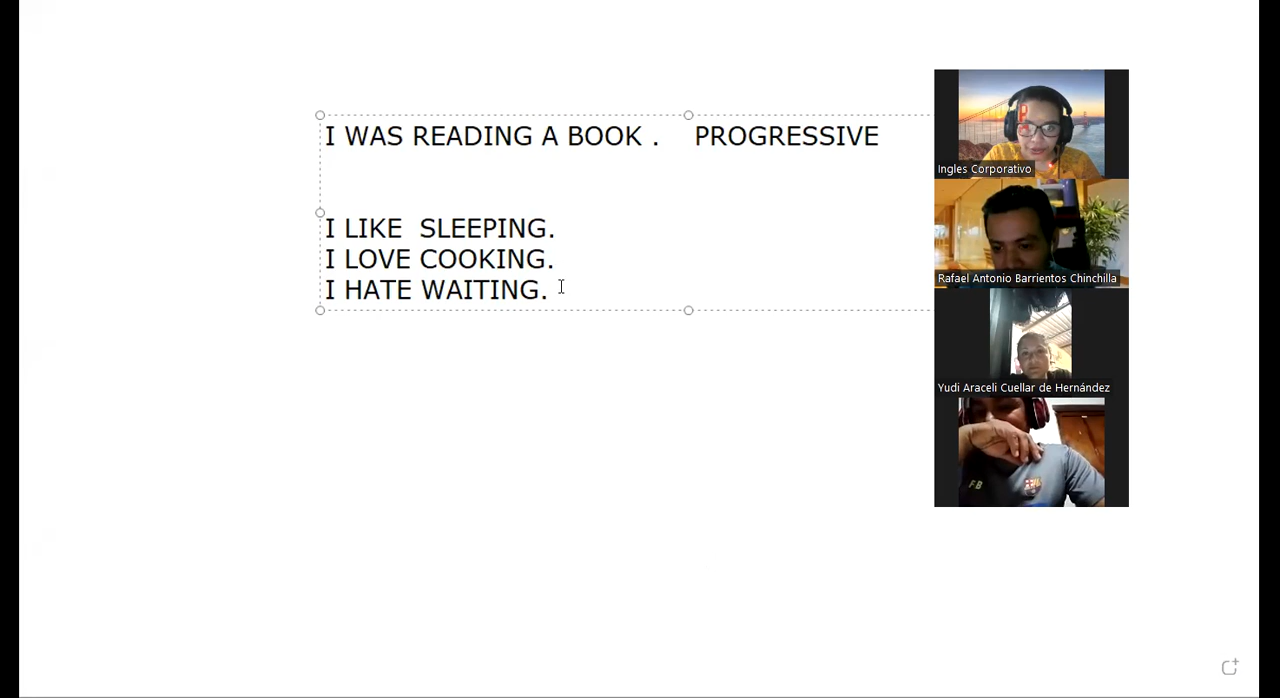 I WAS READING A BOOK . PROGRESSIVE
I LIKE SLEEPING.
I LOVE COOKING.
I HATE WAITING.
Ingles Corporativo
Rafael Antonio Barrientos Chinchilla
Yudi Araceli Cuellar de Hernández
F.B